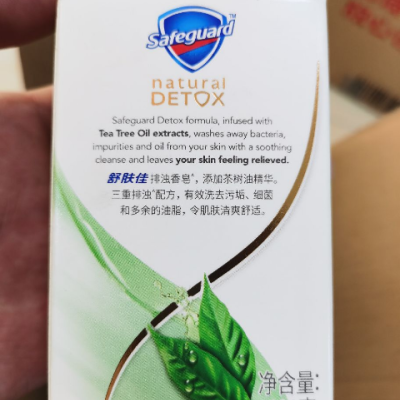 Safeguard™
natural
DETOX
Safeguard Detox formula, infused with
Tea Tree Oil extracts, washes away bacteria,
impurities and oil from your skin with a soothing
cleanse and leaves your skin feeling relieved.
舒肤佳 排浊香皂*，添加茶树油精华。
三重排浊*配方，有效洗去污垢、细菌
和多余的油脂，令肌肤清爽舒适。
净含量: